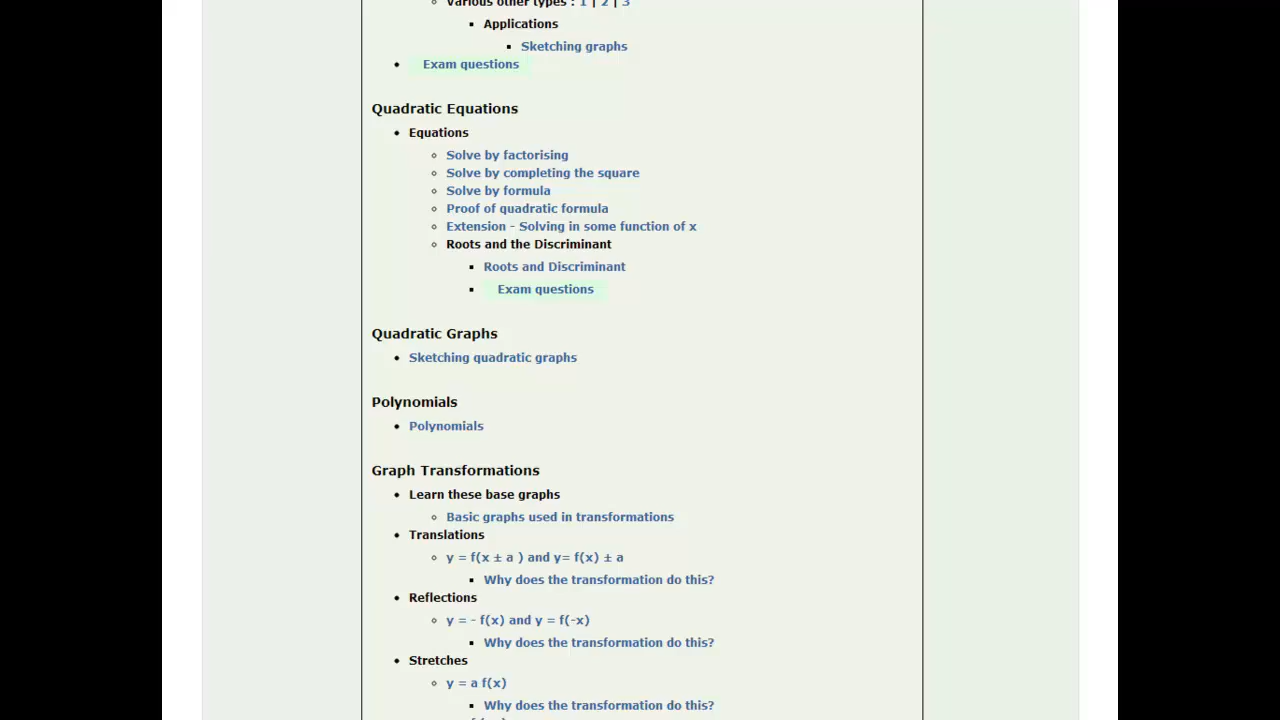 Various other types : 1 | 2 | 3
Applications
Sketching graphs
Exam questions
Quadratic Equations
Equations
Solve by factorising
Solve by completing the square
Solve by formula
Proof of quadratic formula
Extension - Solving in some function of x
Roots and the Discriminant
Roots and Discriminant
Exam questions
Quadratic Graphs
Sketching quadratic graphs
Polynomials
Polynomials
Graph Transformations
Learn these base graphs
Basic graphs used in transformations
Translations
y = f(x ± a ) and y= f(x) ± a
Why does the transformation do this?
Reflections
y = - f(x) and y = f(-x)
Why does the transformation do this?
Stretches
y = a f(x)
Why does the transformation do this?